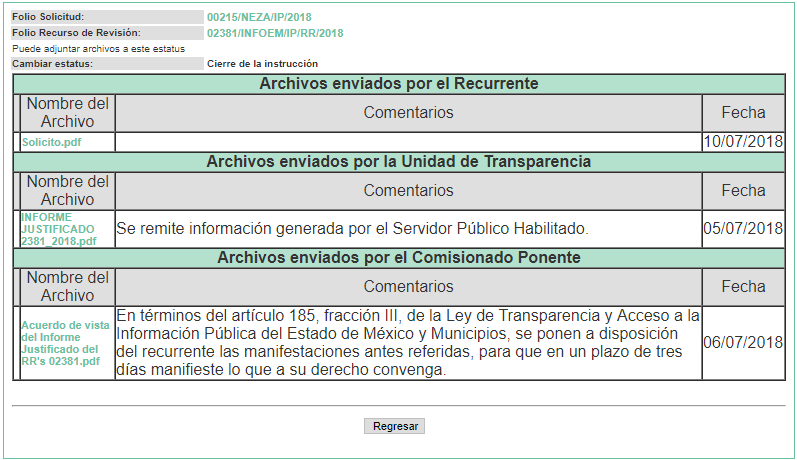 Folio Solicitud: 00215/NEZA/IP/2018
Folio Recurso de Revisión: 02381/INFOEM/IP/RR/2018
Puede adjuntar archivos a este estatus
Cambiar estatus: Cierre de la instrucción
Archivos enviados por el Recurrente
Nombre del
Archivo
Comentarios
Fecha
Solicito.pdf
10/07/2018
Archivos enviados por la Unidad de Transparencia
Nombre del
Archivo
Comentarios
Fecha
INFORME
JUSTIFICADO
2381_2018.pdf
Se remite información generada por el Servidor Público Habilitado.
05/07/2018
Archivos enviados por el Comisionado Ponente
Nombre del
Archivo
Comentarios
Fecha
Acuerdo de vista
del Informe
Justificado del
RR's 02381.pdf
En términos del artículo 185, fracción III, de la Ley de Transparencia y Acceso a la
Información Pública del Estado de México y Municipios, se ponen a disposición
del recurrente las manifestaciones antes referidas, para que en un plazo de tres
días manifieste lo que a su derecho convenga.
06/07/2018
Regresar